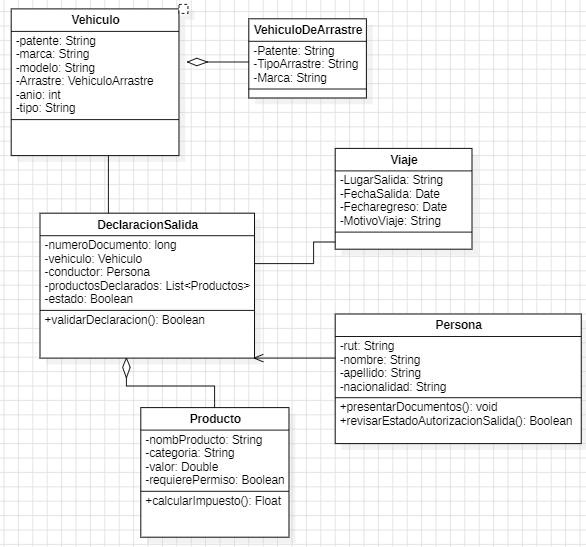 Vehiculo
-patente: String
-marca: String
-modelo: String
-Arrastre: VehiculoArrastre
-anio: int
-tipo: String
VehiculoDeArrastre
-Patente: String
-TipoArrastre: String
-Marca: String
Viaje
-LugarSalida: String
-FechaSalida: Date
-Fecharegreso: Date
-MotivoViaje: String
DeclaracionSalida
-numeroDocumento: long
-vehiculo: Vehiculo
-conductor: Persona
-productosDeclarados: List<Productos>
-estado: Boolean
+validarDeclaracion(): Boolean
Persona
-rut: String
-nombre: String
-apellido: String
-nacionalidad: String
+presentarDocumentos(): void
+revisarEstadoAutorizacionSalida(): Boolean
Producto
-nombProducto: String
-categoria: String
-valor: Double
-requierePermiso: Boolean
+calcularImpuesto(): Float